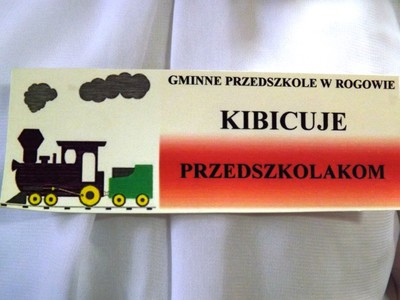 GMINNE PRZEDSZKOLE W ROGOWIE
KIBICUJE
PRZEDSZKOLAKOM